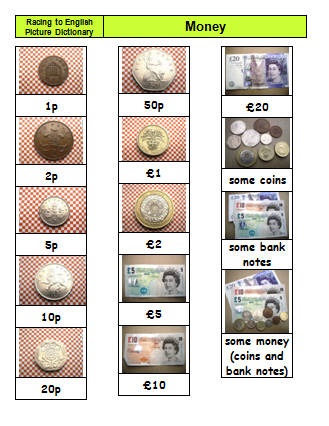 Racing to English
Picture Dictionary
Money
1p
2p
5p
10p
20p
50p
£1
£2
£5
£10
£20
some coins
some bank
notes
some money
(coins and
bank notes)